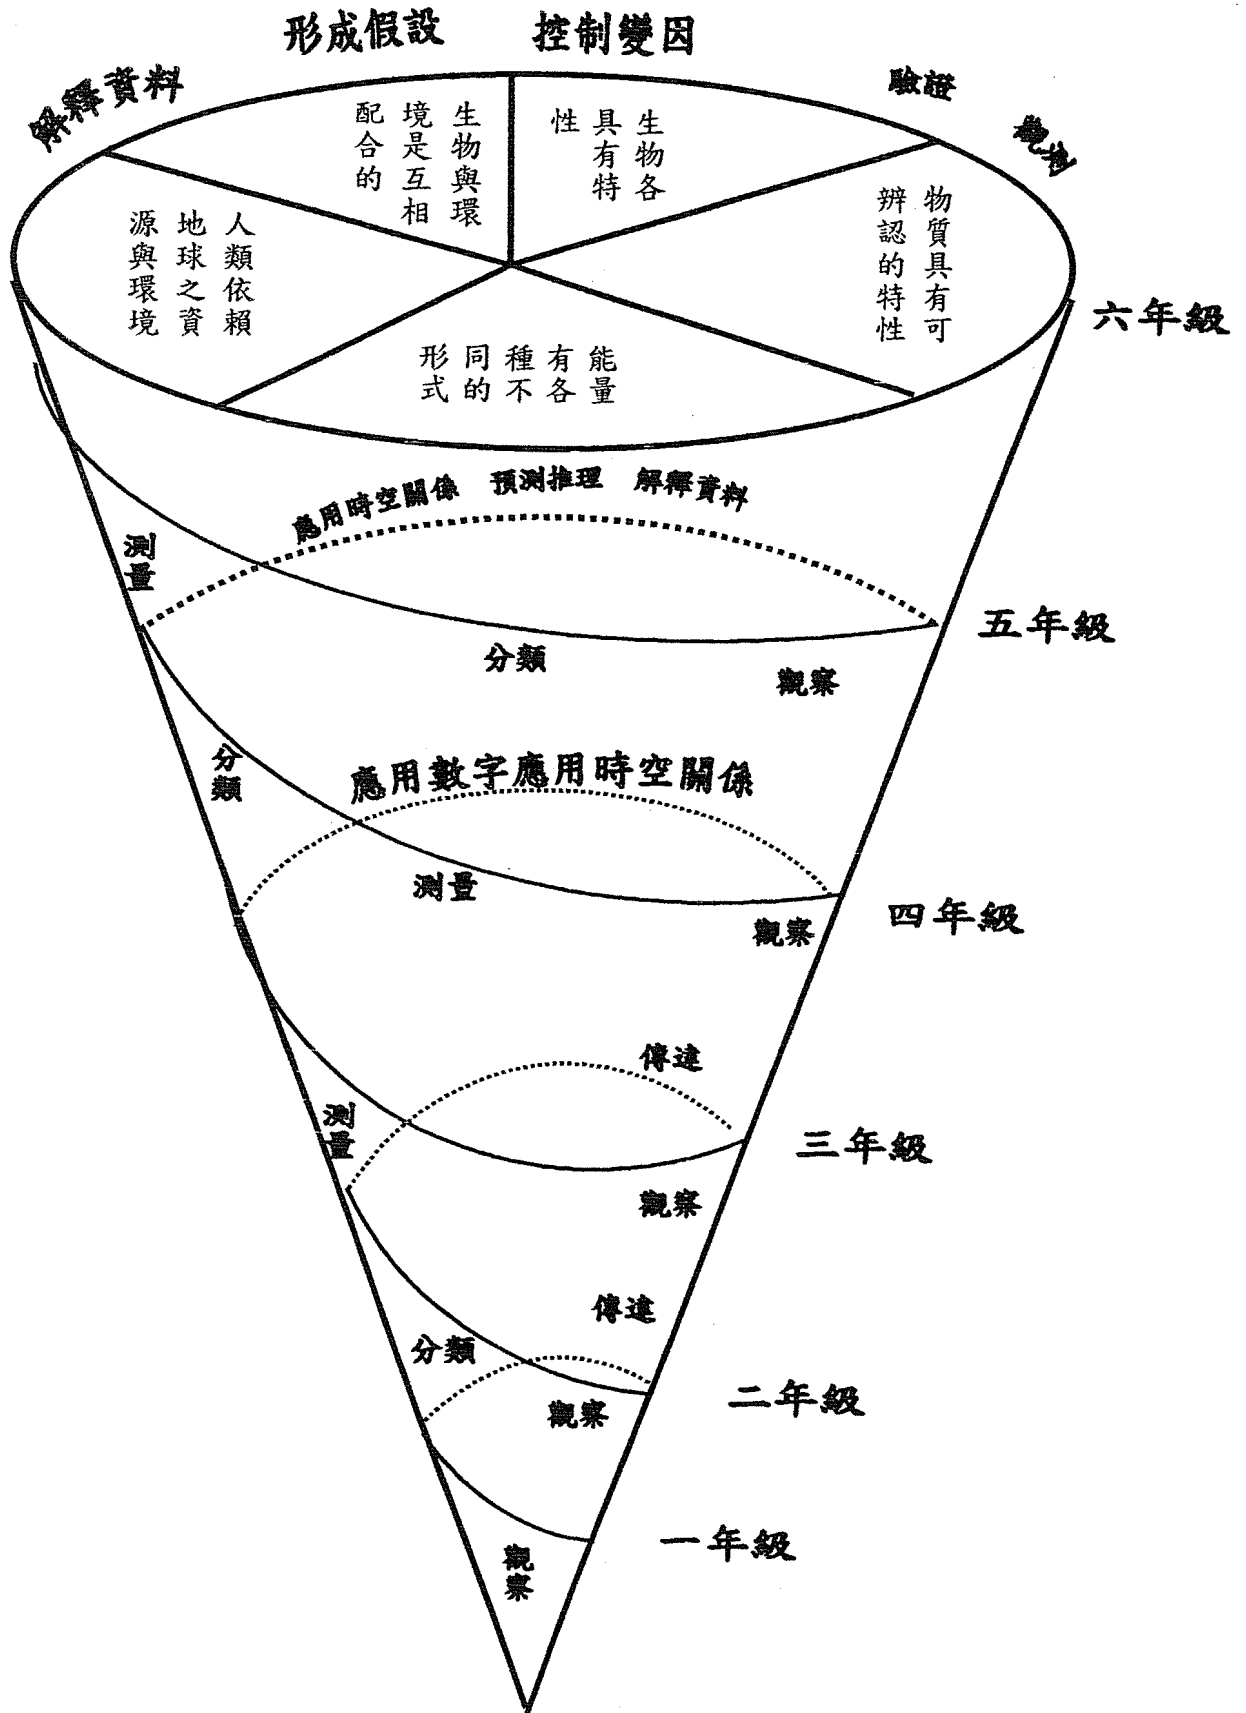 形成假設
控制變因
解釋資料
驗證
生物與環
境是互相
配合的
生物各
具有特
性
物質具有可
辨認的特性
人類依賴
地球之資
源與環境
能量
有各
種不
同的
形式
六年級
應用時空關係
預測推理
解釋資料
測量
五年級
分類
觀察
分類
應用數字應用時空關係
測量
四年級
觀察
傳達
測量
三年級
觀察
傳達
分類
二年級
觀察
一年級
觀察